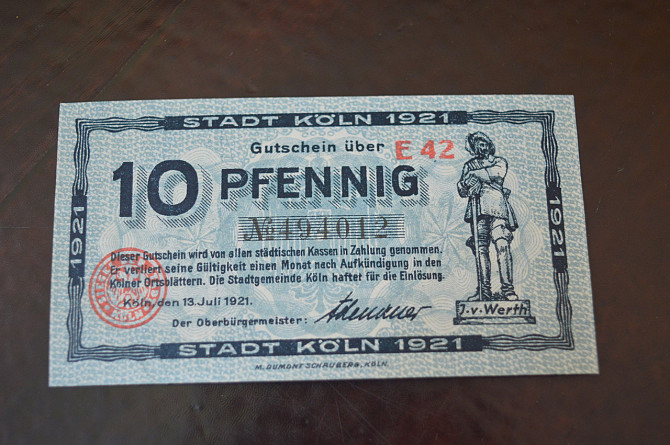 STADT KÖLN 1921
Gutschein über E 42
10 PFENNIG
№ 494012
Dieser Gutschein wird von allen städtischen Kassen in Zahlung genommen.
Er verliert seine Gültigkeit einen Monat nach Aufkündigung in den
Kölner Ortsblättern. Die Stadtgemeinde Köln haftet für die Einlösung.
Köln, den 13. Juli 1921.
Der Oberbürgermeister:
J. v. Werth
1921
1921
STADT KÖLN 1921
M. DUMONT SCHAUBERG, KÖLN.